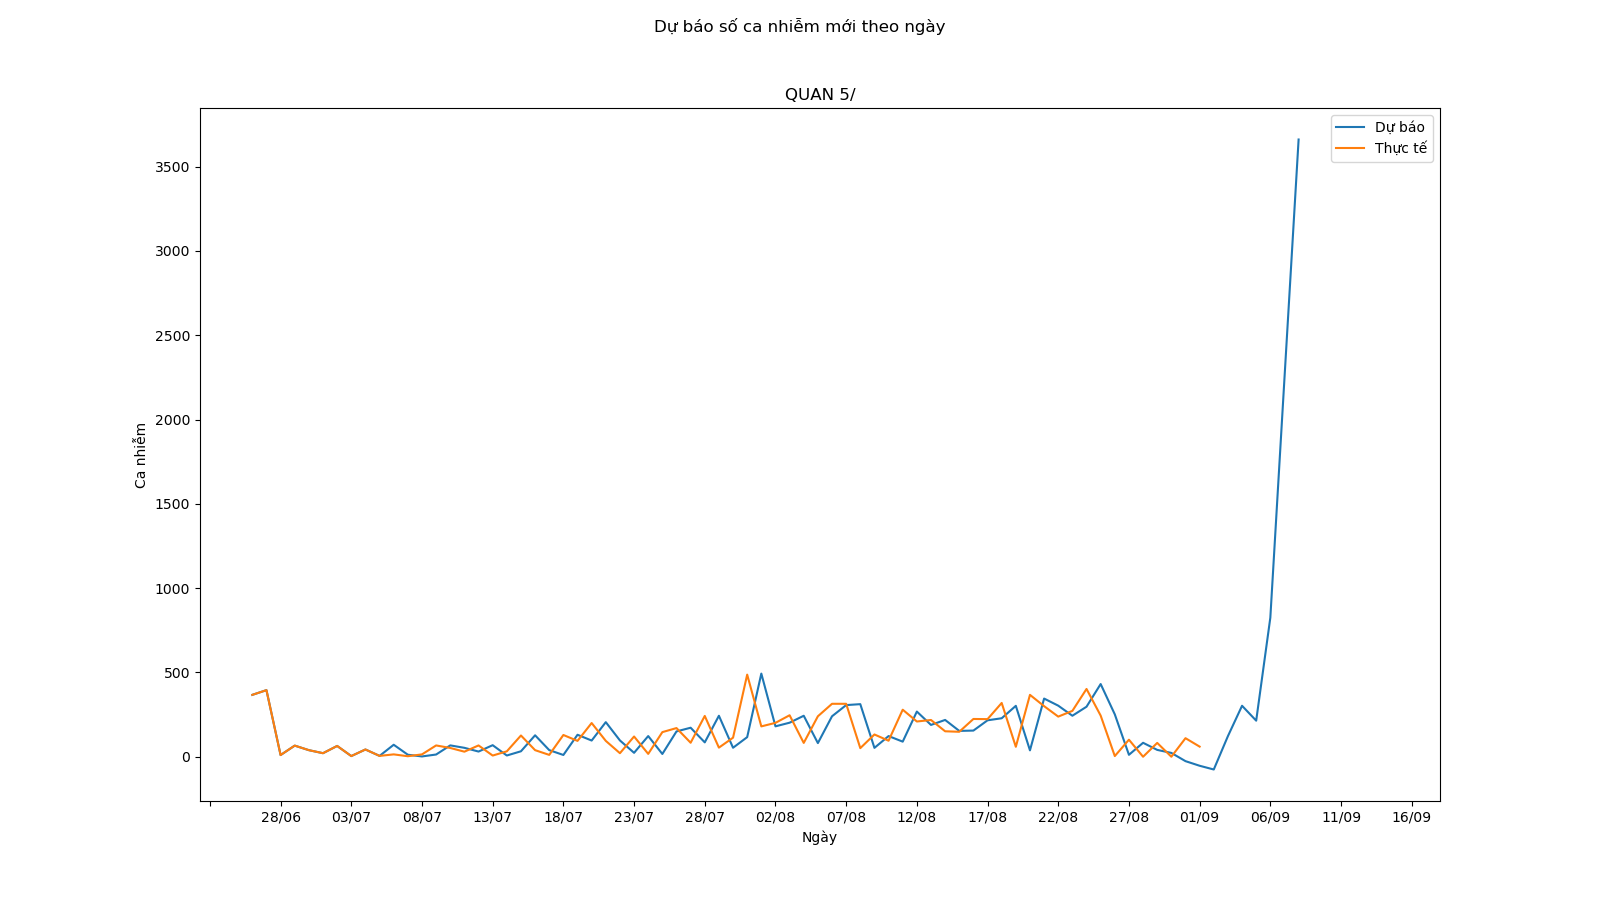 Dự báo số ca nhiễm mới theo ngày
QUAN 5/
Dự báo
Thực tế
3500
3000
2500
2000
1500
1000
500
0
Ca nhiễm
28/06 03/07 08/07 13/07 18/07 23/07 28/07 02/08 07/08 12/08 17/08 22/08 27/08 01/09 06/09 11/09 16/09
Ngày